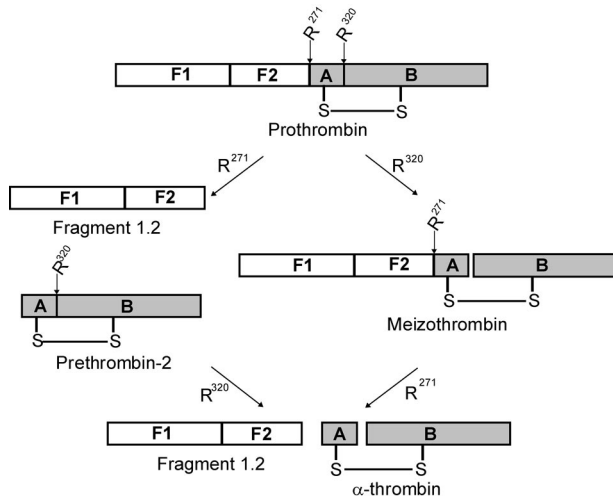 R271 R320
F1 F2 A B
S S
Prothrombin
R271 R320
F1 F2
Fragment 1.2
R271
F1 F2 A B
S S
Meizothrombin
R320
A B
S S
Prethrombin-2
R320 R271
F1 F2 A B
Fragment 1.2
S S
α-thrombin